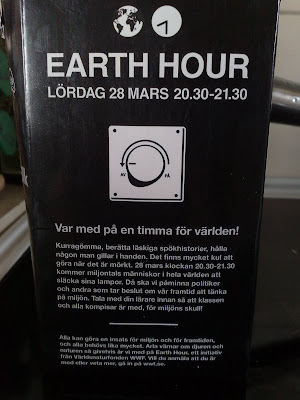 EARTH HOUR
LÖRDAG 28 MARS 20.30-21.30
AV PÅ
Var med på en timma för världen!
Kurragömma, berätta läskiga spökhistorier, hålla
någon man gillar i handen. Det finns mycket kul att
göra när det är mörkt. 28 mars klockan 20.30-21.30
kommer miljontals människor i hela världen att
släcka sina lampor. Då ska vi påminna politiker
och andra som tar beslut om vår framtid att tänka
på miljön. Tala med din lärare innan så att klassen
och alla kompisar är med, för miljöns skull!
Alla kan göra en insats för miljön och för framtiden,
och alla behövs lika mycket. Arla värnar om djuren och
naturen så givetvis är vi med på Earth Hour, ett initiativ
från Världsnaturfonden WWF. Vill du anmäla att du är
med eller veta mer, gå in på wwf.se.